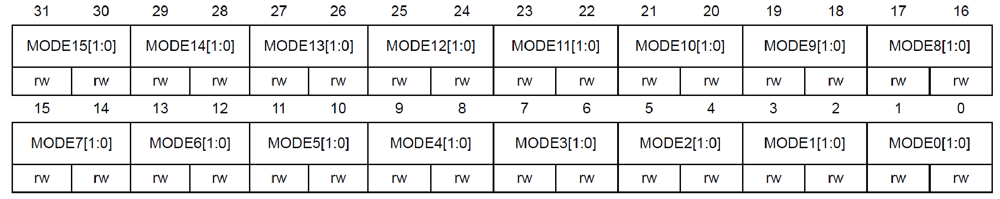 31 30 29 28 27 26 25 24 23 22 21 20 19 18 17 16
MODE15[1:0] MODE14[1:0] MODE13[1:0] MODE12[1:0] MODE11[1:0] MODE10[1:0] MODE9[1:0] MODE8[1:0]
rw rw rw rw rw rw rw rw rw rw rw rw rw rw rw rw
15 14 13 12 11 10 9 8 7 6 5 4 3 2 1 0
MODE7[1:0] MODE6[1:0] MODE5[1:0] MODE4[1:0] MODE3[1:0] MODE2[1:0] MODE1[1:0] MODE0[1:0]
rw rw rw rw rw rw rw rw rw rw rw rw rw rw rw rw